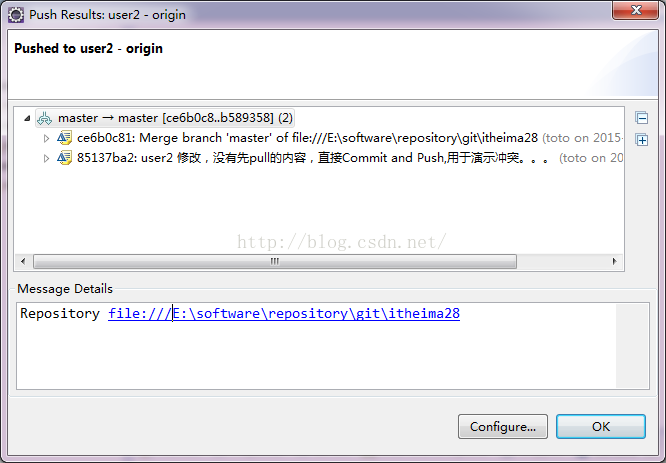 Push Results: user2 - origin
Pushed to user2 - origin
master → master [ce6b0c8..b589358] (2)
ce6b0c81: Merge branch 'master' of file:///E:\software\repository\git\itheima28 (toto on 2015-
85137ba2: user2 修改，没有先pull的内容，直接Commit and Push,用于演示冲突。。。 (toto on 20
http://blog.csdn.net/
Message Details
Repository file:///E:\software\repository\git\itheima28
Configure...
OK